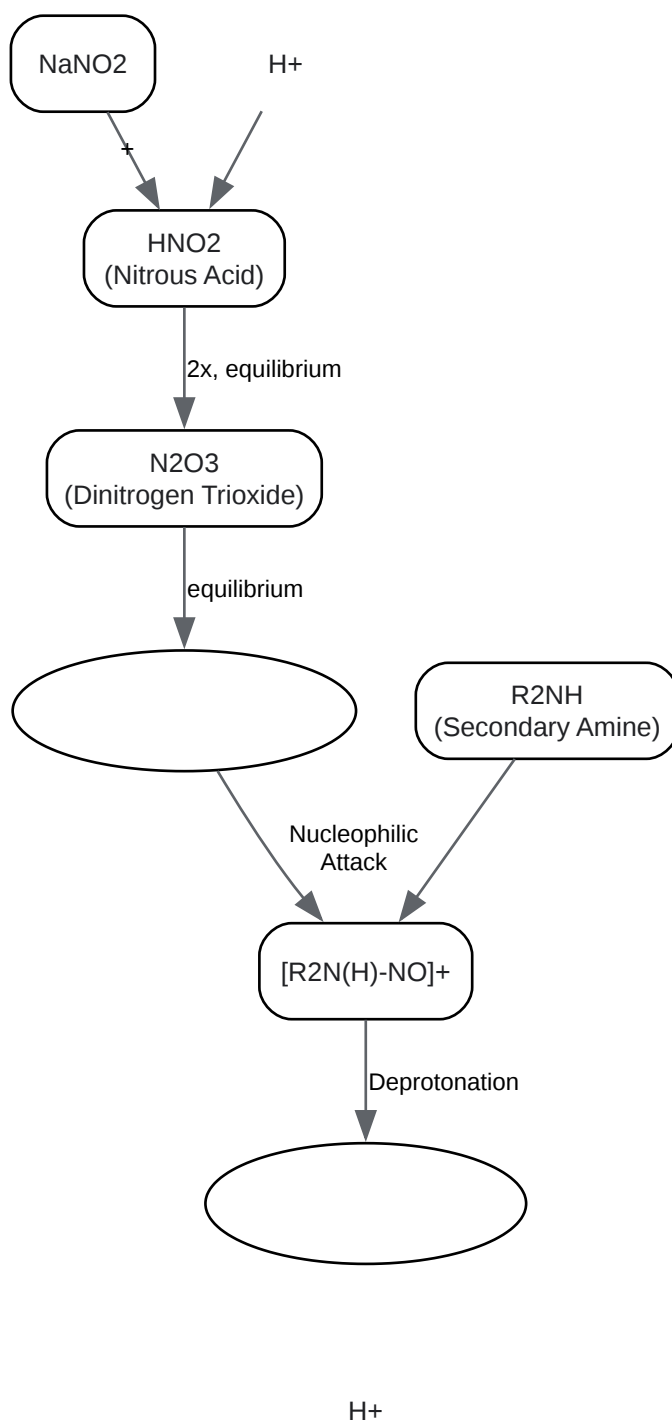 NaNO2
H+
+
HNO2
(Nitrous Acid)
2x, equilibrium
N2O3
(Dinitrogen Trioxide)
equilibrium
R2NH
(Secondary Amine)
Nucleophilic
Attack
[R2N(H)-NO]+
Deprotonation
H+